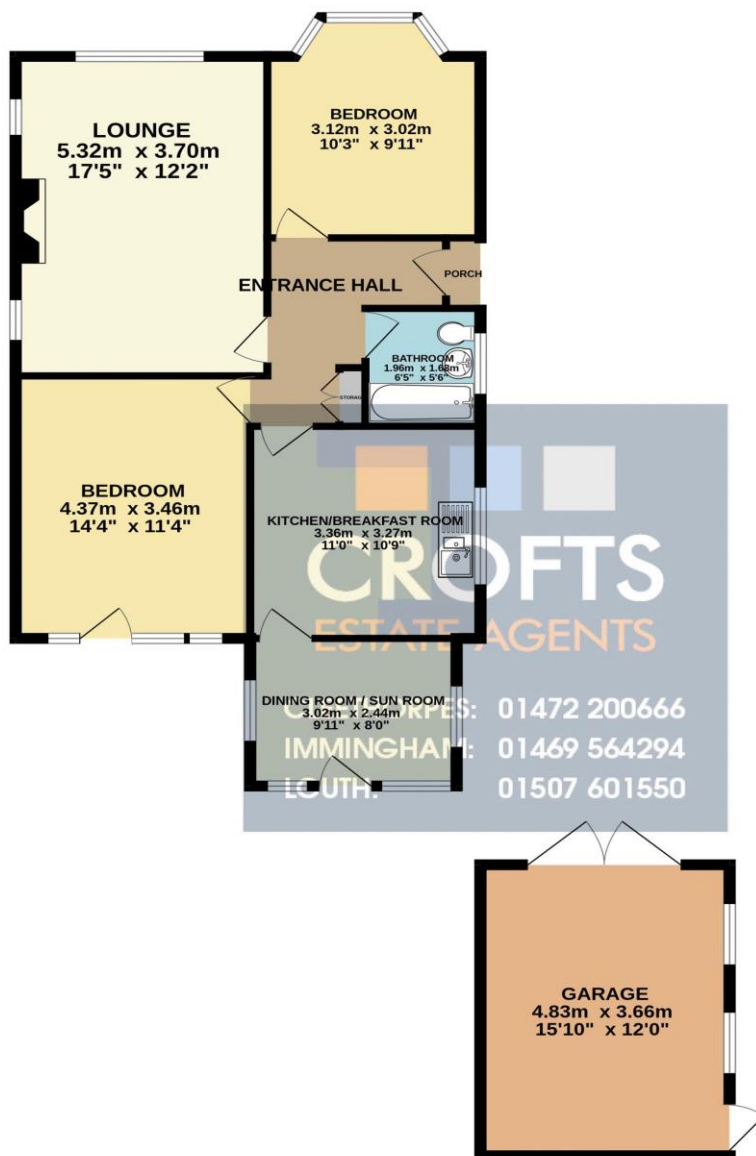 LOUNGE
5.32m x 3.70m
17'5" x 12'2"
BEDROOM
3.12m x 3.02m
10'3" x 9'11"
ENTRANCE HALL
PORCH
BATHROOM
1.96m x 1.68m
6'5" x 5'6"
STORAGE
BEDROOM
4.37m x 3.46m
14'4" x 11'4"
KITCHEN/BREAKFAST ROOM
3.36m x 3.27m
11'0" x 10'9"
CROFTS
ESTATE AGENTS
DINING ROOM / SUN ROOM
3.02m x 2.44m
9'11" x 8'0"
CLEETHORPES: 01472 200666
IMMINGHAM: 01469 564294
LOUTH: 01507 601550
GARAGE
4.83m x 3.66m
15'10" x 12'0"